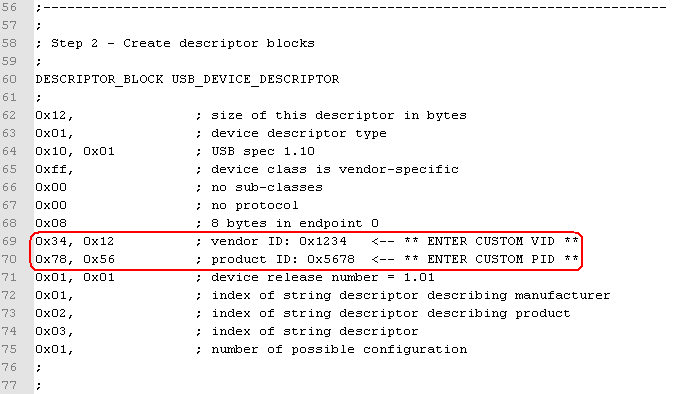 56 ;------------------------------------------------------------------------------
57 ;
58 ; Step 2 - Create descriptor blocks
59 ;
60 DESCRIPTOR_BLOCK USB_DEVICE_DESCRIPTOR
61 ;
62 0x12, ; size of this descriptor in bytes
63 0x01, ; device descriptor type
64 0x10, 0x01 ; USB spec 1.10
65 0xff, ; device class is vendor-specific
66 0x00 ; no sub-classes
67 0x00 ; no protocol
68 0x08 ; 8 bytes in endpoint 0
69 0x34, 0x12 ; vendor ID: 0x1234 <-- ** ENTER CUSTOM VID **
70 0x78, 0x56 ; product ID: 0x5678 <-- ** ENTER CUSTOM PID **
71 0x01, 0x01 ; device release number = 1.01
72 0x01, ; index of string descriptor describing manufacturer
73 0x02, ; index of string descriptor describing product
74 0x03, ; index of string descriptor
75 0x01, ; number of possible configuration
76 ;
77 ;